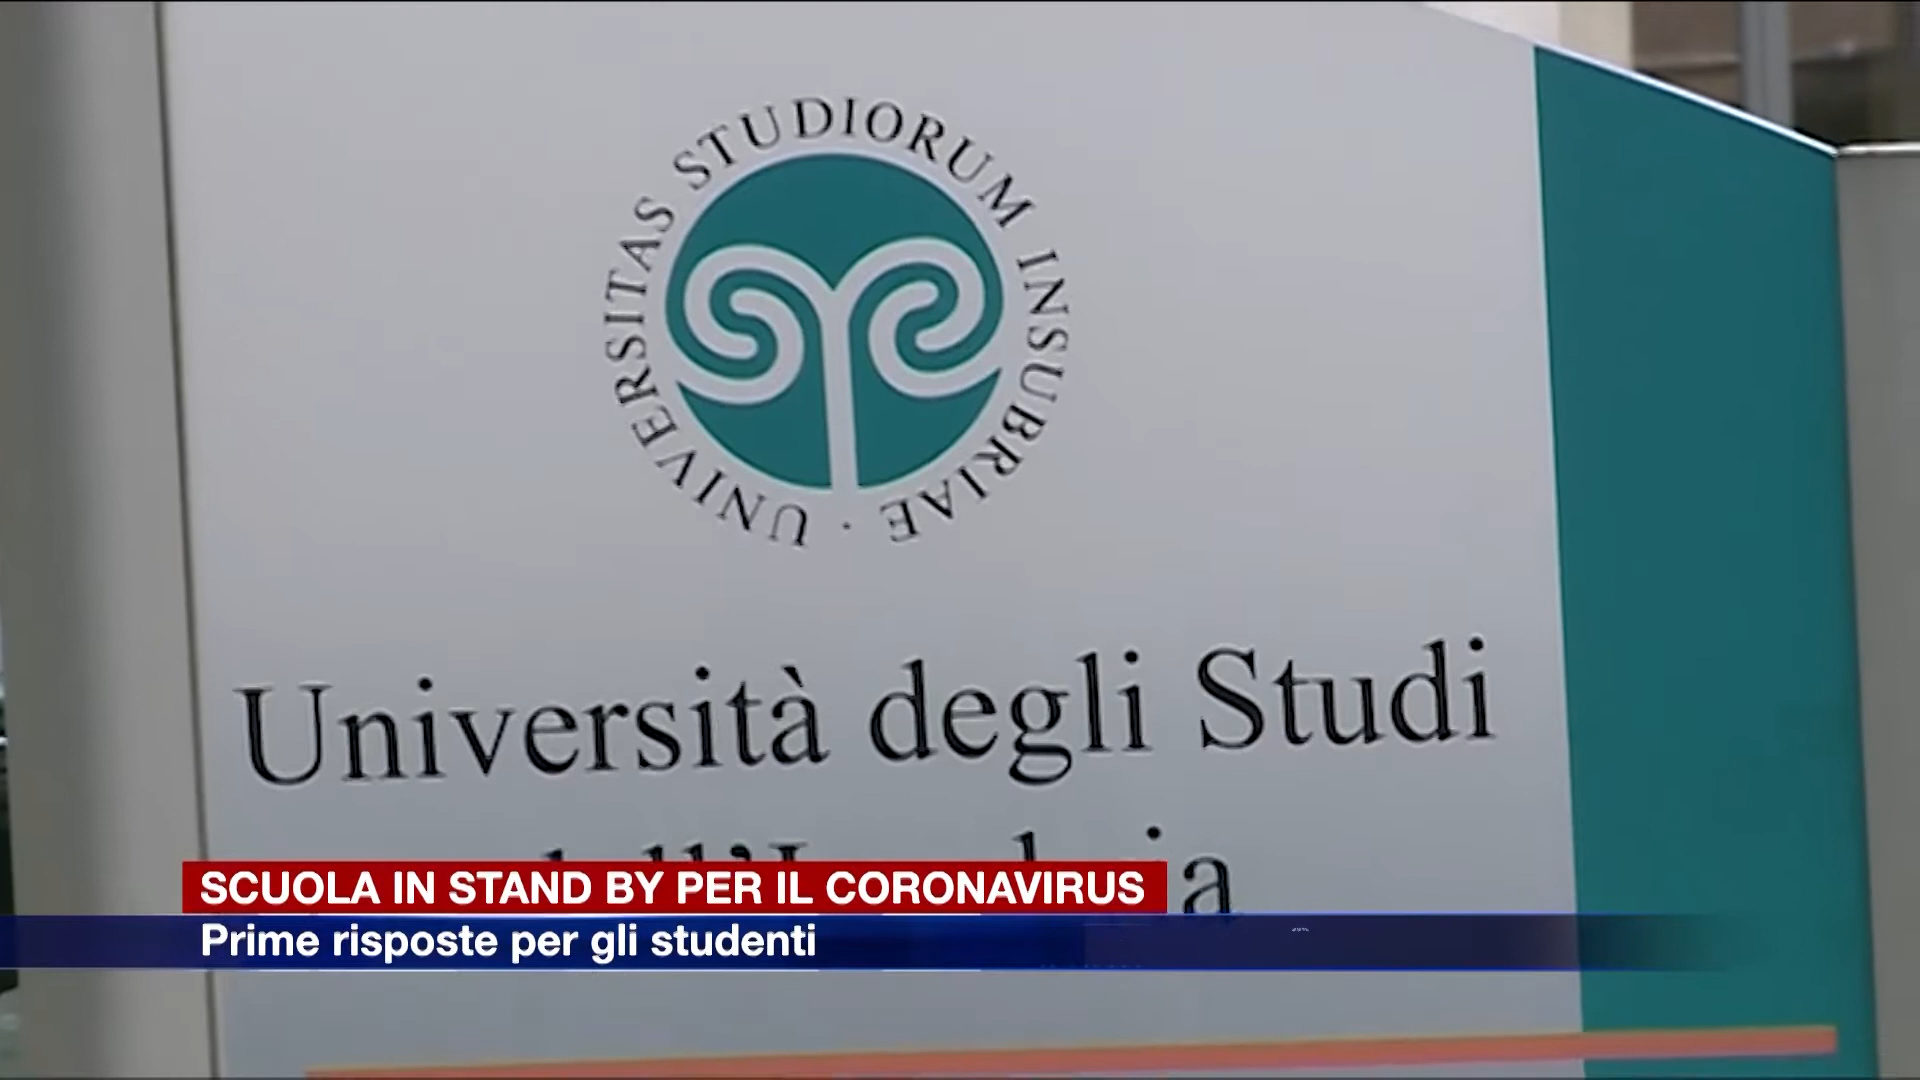 UNIVERSITAS STUDIORUM INSUBRIAE ·
Università degli Studi
SCUOLA IN STAND BY PER IL CORONAVIRUS
Prime risposte per gli studenti